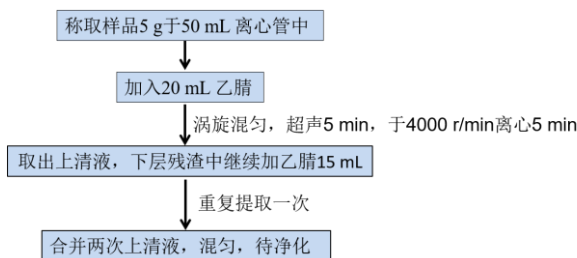 称取样品5 g于50 mL 离心管中
加入20 mL 乙腈
涡旋混匀，超声5 min，于4000 r/min离心5 min
取出上清液，下层残渣中继续加乙腈15 mL
重复提取一次
合并两次上清液，混匀，待净化